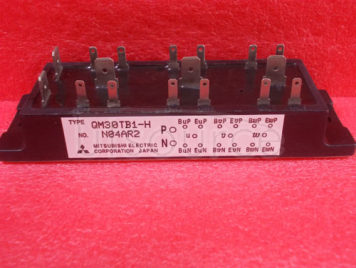 TYPE QM30TB1-H
NO. N04AR2
MITSUBISHI ELECTRIC
CORPORATION JAPAN
P
N
BuP EuP BvP EvP BwP EwP
u v w
BuN EuN BvN EvN BwN EwN